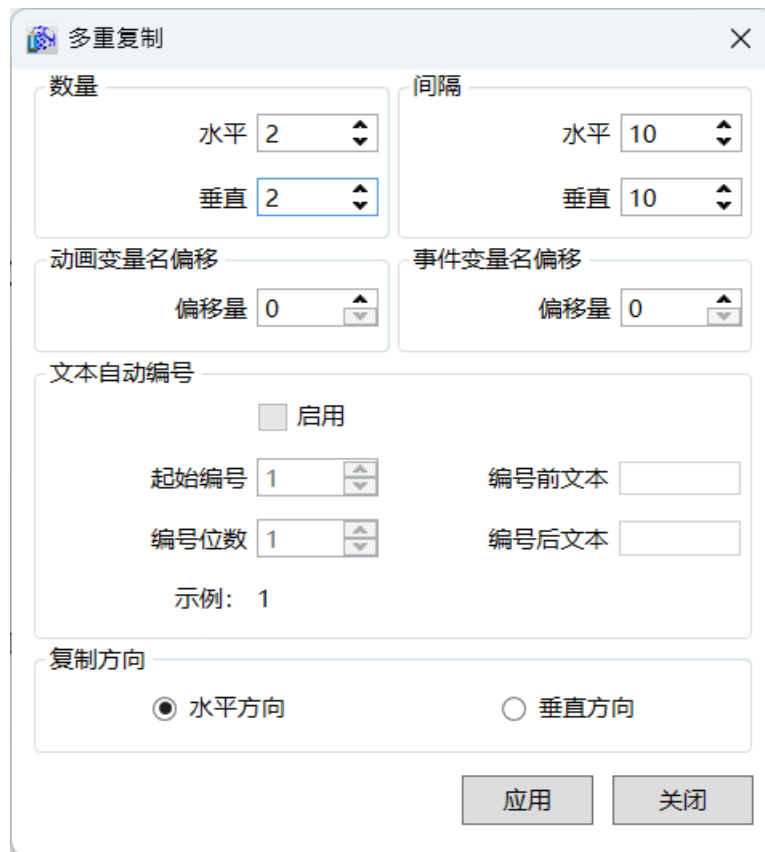 多重复制
数量
水平 2
垂直 2
间隔
水平 10
垂直 10
动画变量名偏移
偏移量 0
事件变量名偏移
偏移量 0
文本自动编号
启用
起始编号 1
编号前文本
编号位数 1
编号后文本
示例: 1
复制方向
水平方向
垂直方向
应用
关闭